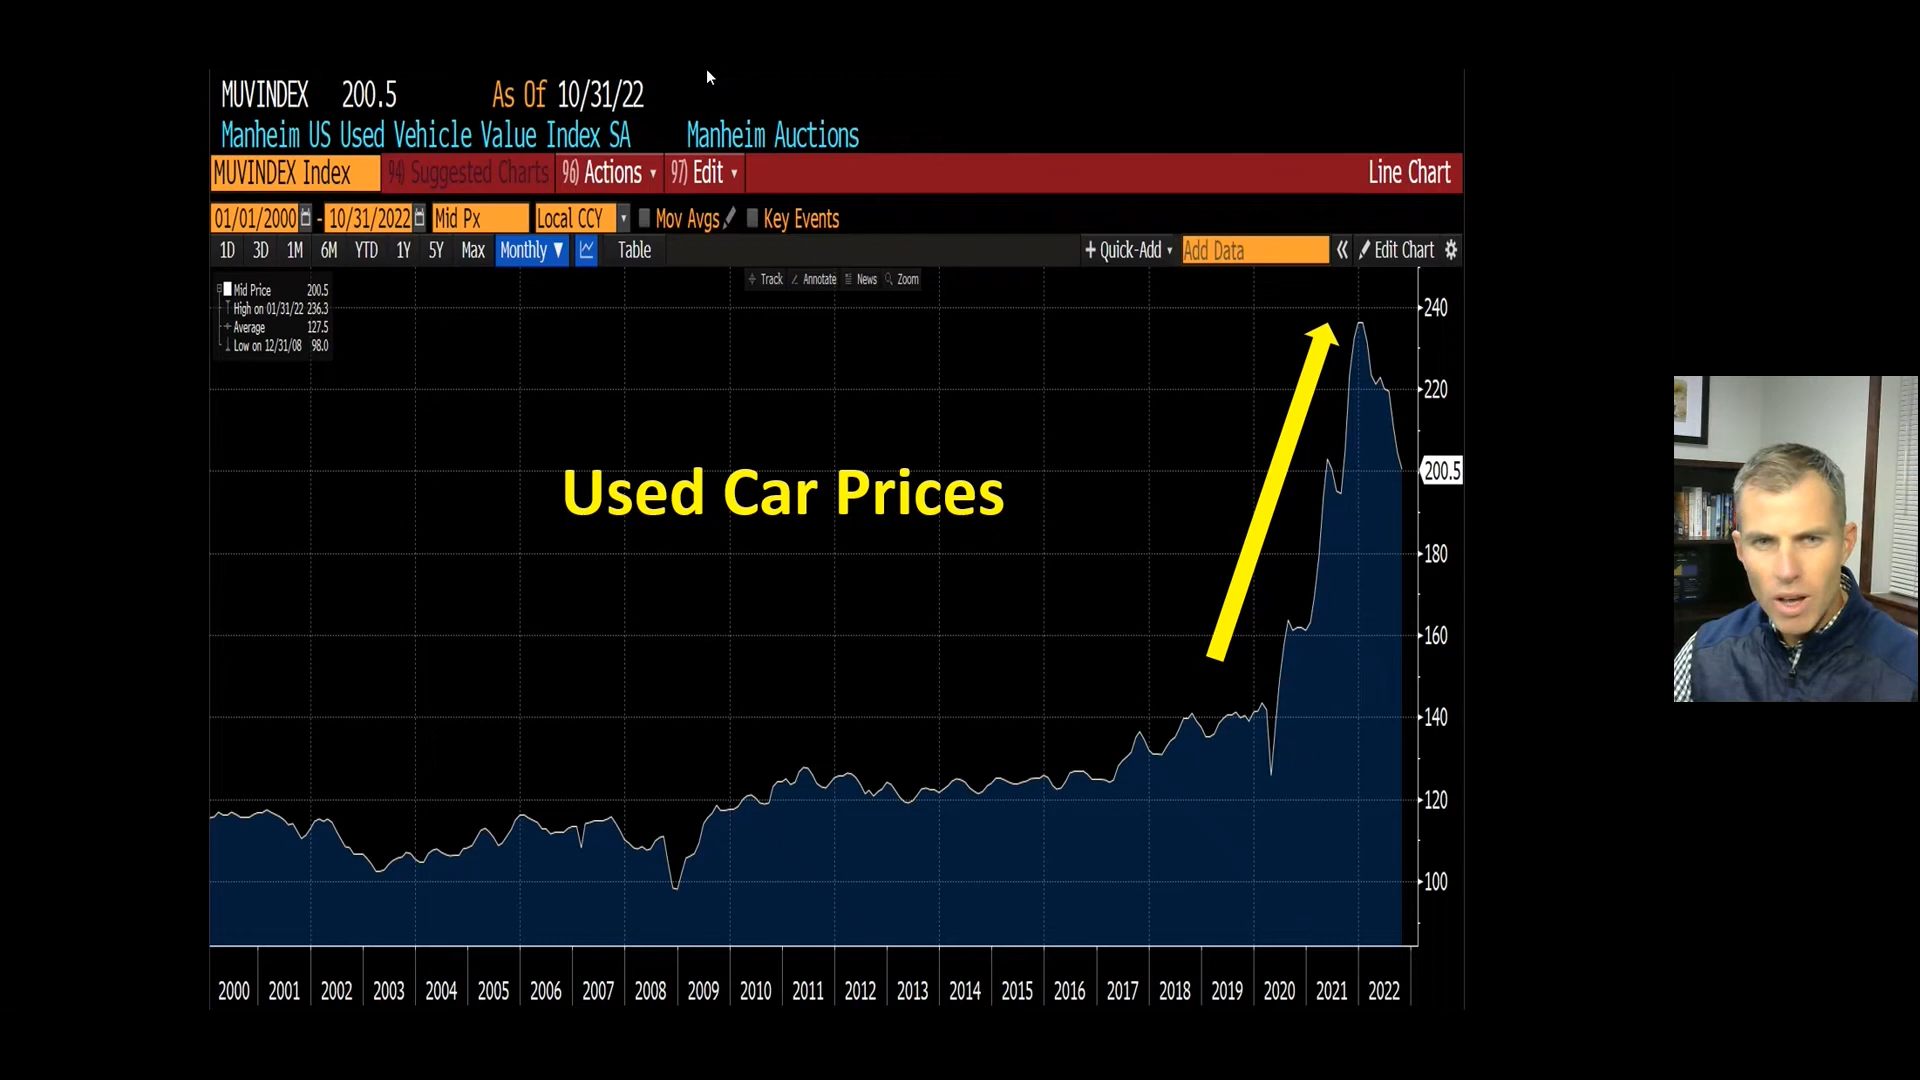 MUVINDEX 200.5 As Of 10/31/22
Manheim US Used Vehicle Value Index SA Manheim Auctions
MUVINDEX Index 94) Suggested Charts 96) Actions 97) Edit Line Chart
01/01/2000 - 10/31/2022 Mid Px Local CCY Mov Avgs Key Events
1D 3D 1M 6M YTD 1Y 5Y Max Monthly Table + Quick-Add Add Data « Edit Chart
Track Annotate News Zoom
Mid Price 200.5
High on 01/31/22 236.3
Average 127.5
Low on 12/31/08 98.0
240
220
Used Car Prices
200.5
180
160
140
120
100
2000 2001 2002 2003 2004 2005 2006 2007 2008 2009 2010 2011 2012 2013 2014 2015 2016 2017 2018 2019 2020 2021 2022